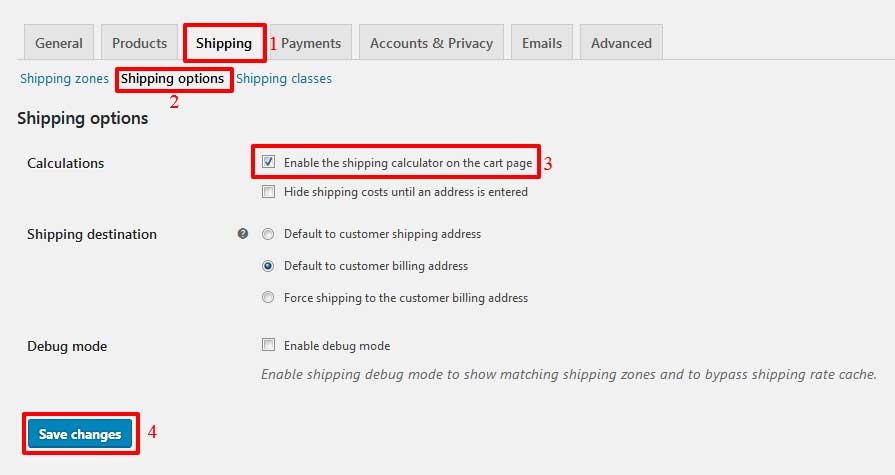 General Products Shipping 1 Payments Accounts & Privacy Emails Advanced
Shipping zones Shipping options Shipping classes
2
Shipping options
Calculations Enable the shipping calculator on the cart page 3
Hide shipping costs until an address is entered
Shipping destination ? Default to customer shipping address
Default to customer billing address
Force shipping to the customer billing address
Debug mode Enable debug mode
Enable shipping debug mode to show matching shipping zones and to bypass shipping rate cache.
Save changes 4